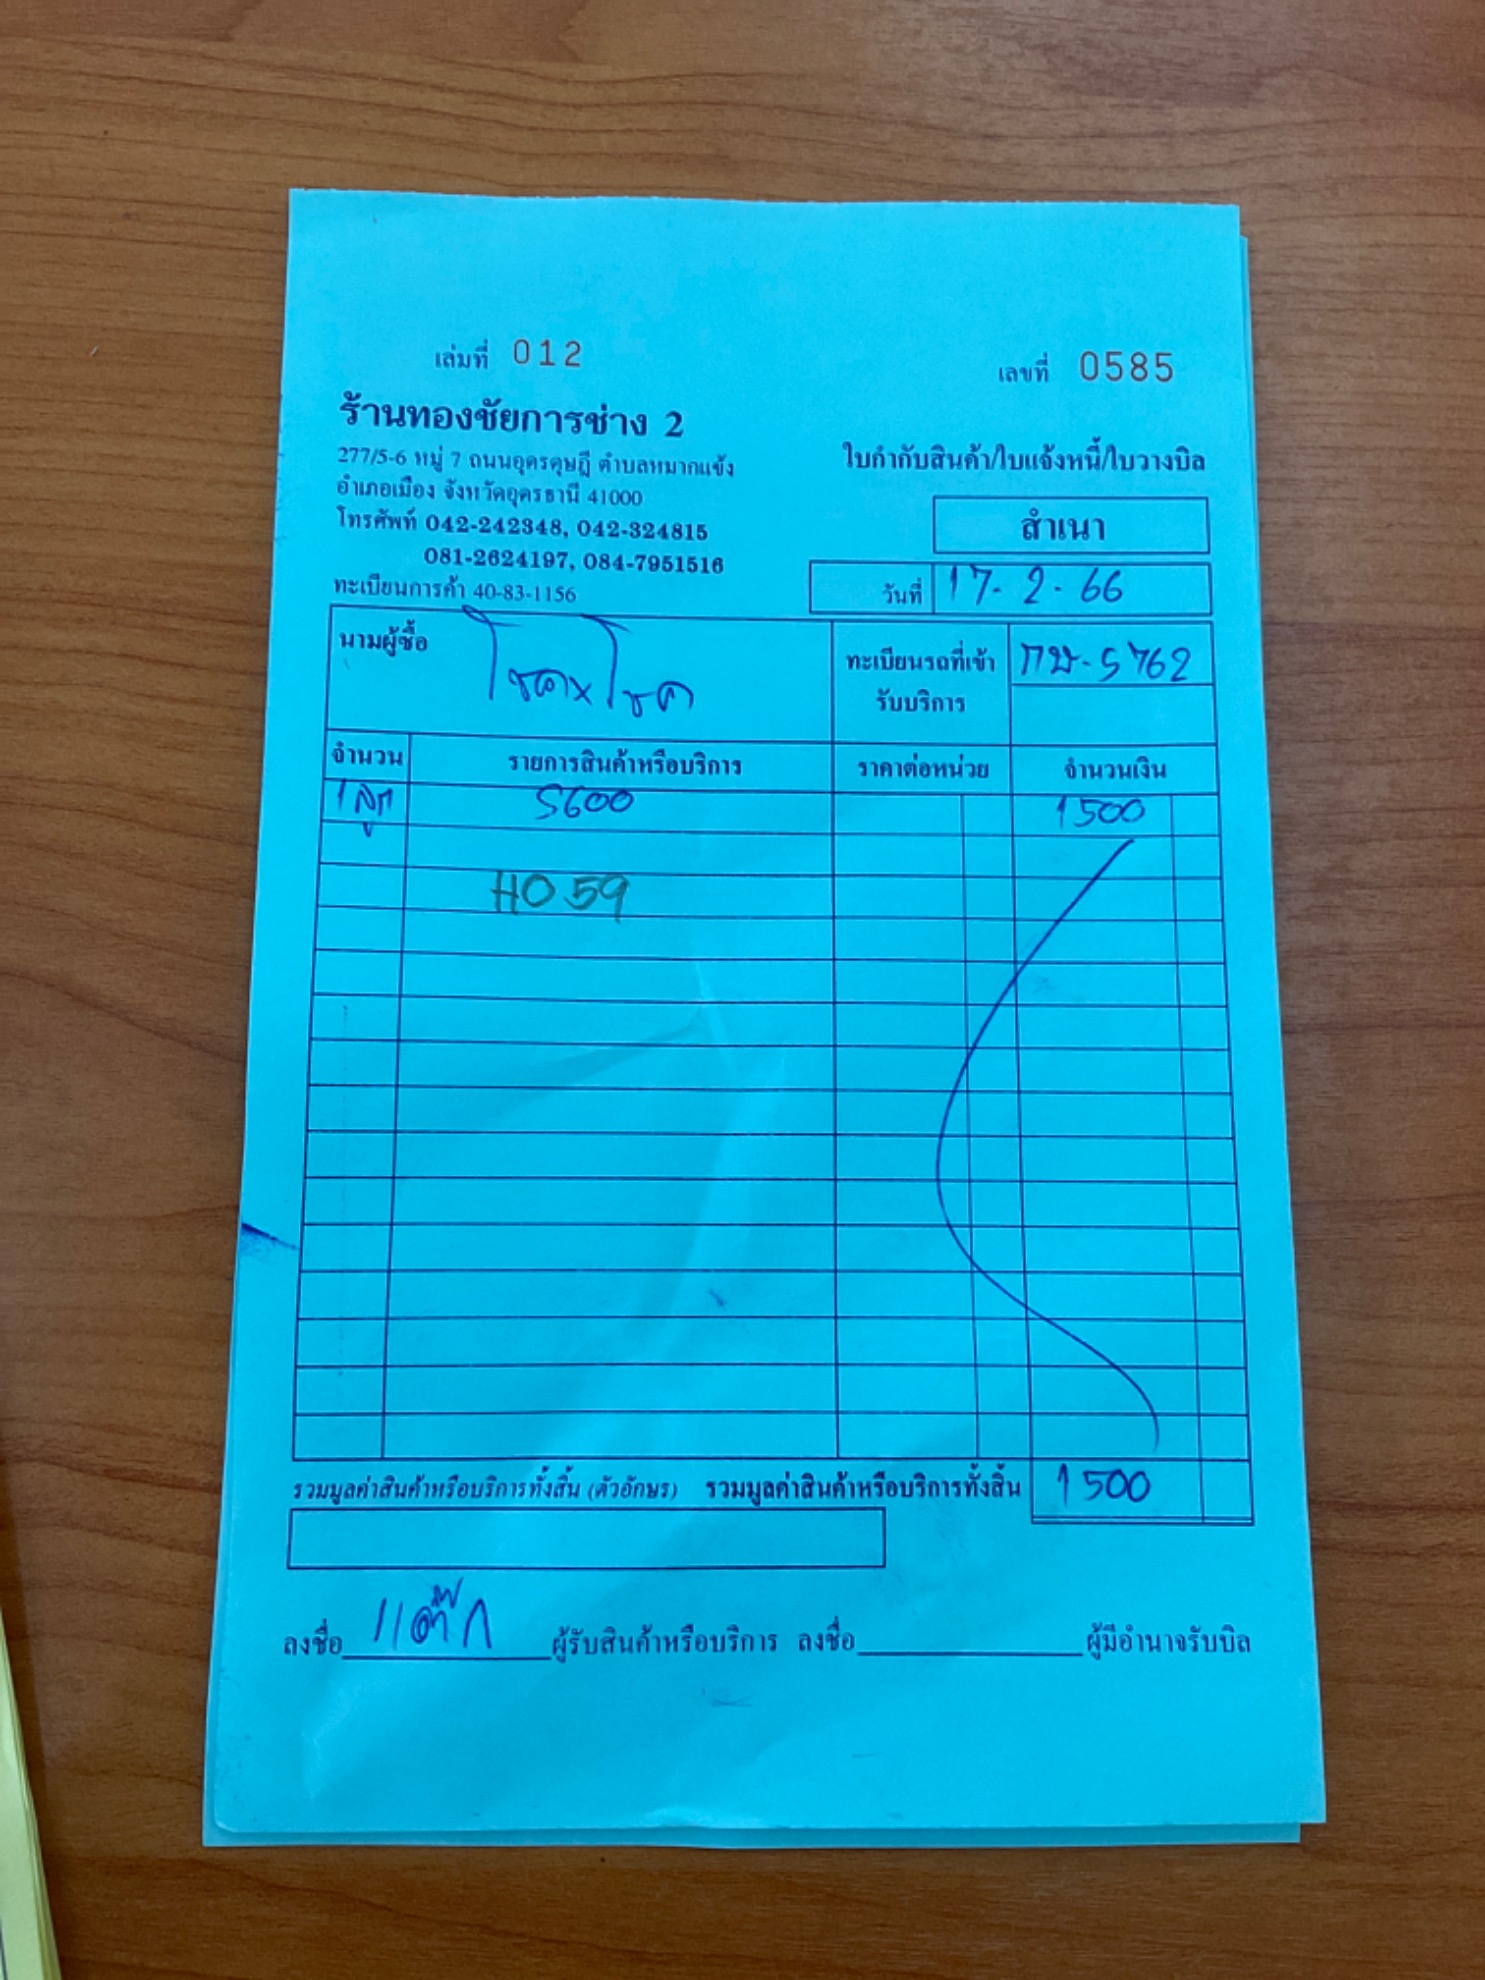 เล่มที่ 012
เลขที่ 0585
ร้านทองชัยการช่าง 2
277/5-6 หมู่ 7 ถนนอุดรดุษฎี ตำบลหมากแข้ง
อำเภอเมือง จังหวัดอุดรธานี 41000
โทรศัพท์ 042-242348, 042-324815
081-2624197, 084-7951516
ทะเบียนการค้า 40-83-1156
ใบกำกับสินค้า/ใบแจ้งหนี้/ใบวางบิล
สำเนา
วันที่ 17-2-66
นามผู้ซื้อ โชคxโชค
ทะเบียนรถที่เข้า
รับบริการ
กษ-5762
จำนวน รายการสินค้าหรือบริการ ราคาต่อหน่วย จำนวนเงิน
1 ลูก 5600 1500
HO59
รวมมูลค่าสินค้าหรือบริการทั้งสิ้น (ตัวอักษร) รวมมูลค่าสินค้าหรือบริการทั้งสิ้น 1500
ลงชื่อ ผู้รับสินค้าหรือบริการ ลงชื่อ ผู้มีอำนาจรับบิล